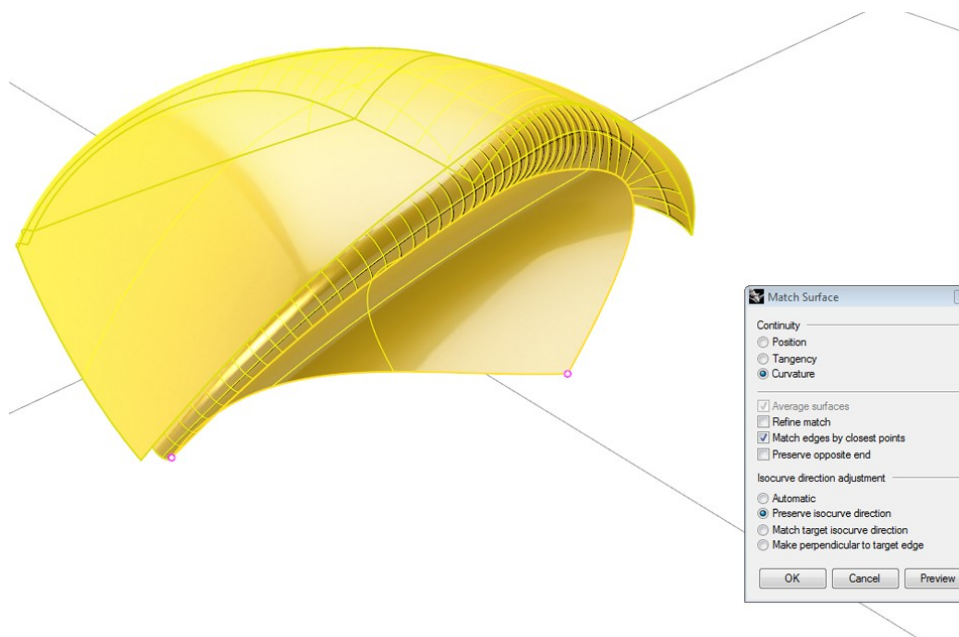 Match Surface
Continuity
Position
Tangency
Curvature
Average surfaces
Refine match
Match edges by closest points
Preserve opposite end
Isocurve direction adjustment
Automatic
Preserve isocurve direction
Match target isocurve direction
Make perpendicular to target edge
OK Cancel Preview